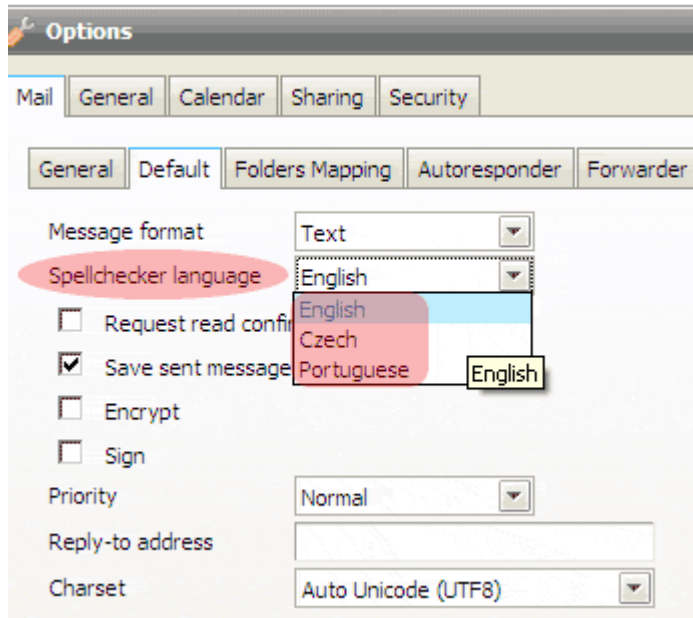 Options
Mail General Calendar Sharing Security
General Default Folders Mapping Autoresponder Forwarder
Message format Text
Spellchecker language English
English
Request read confi
Czech
Save sent message
Portuguese
English
Encrypt
Sign
Priority Normal
Reply-to address
Charset Auto Unicode (UTF8)